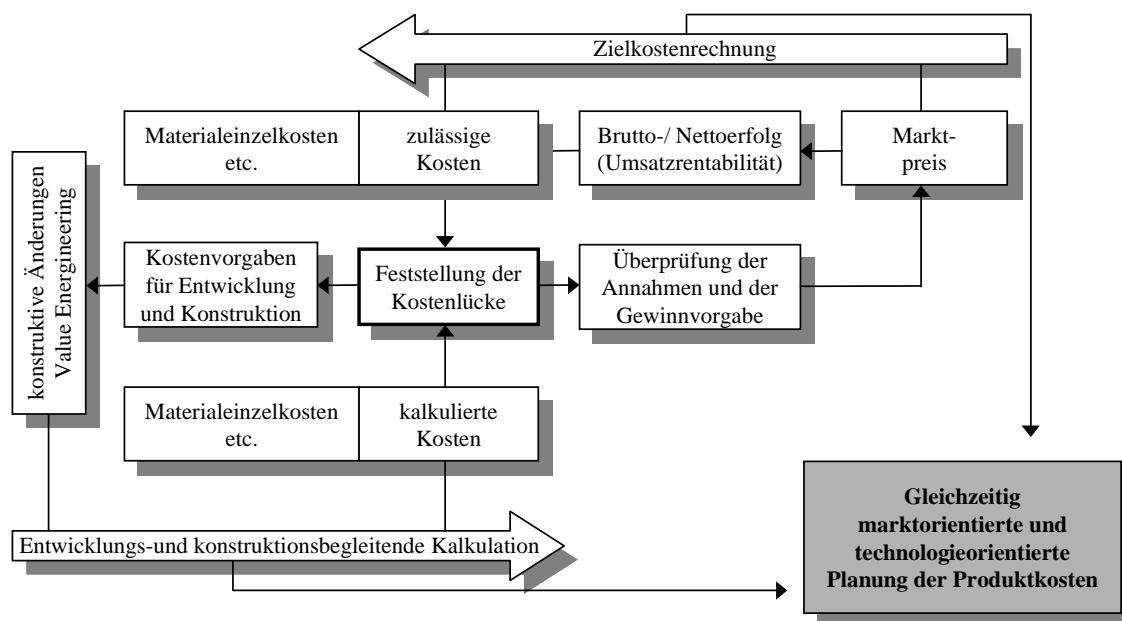 Zielkostenrechnung
Materialeinzelkosten
etc.
zulässige
Kosten
Brutto-/ Nettoerfolg
(Umsatzrentabilität)
Markt-
preis
konstruktive Änderungen
Value Energineering
Kostenvorgaben
für Entwicklung
und Konstruktion
Feststellung der
Kostenlücke
Überprüfung der
Annahmen und der
Gewinnvorgabe
Materialeinzelkosten
etc.
kalkulierte
Kosten
Entwicklungs-und konstruktionsbegleitende Kalkulation
Gleichzeitig
marktorientierte und
technologieorientierte
Planung der Produktkosten